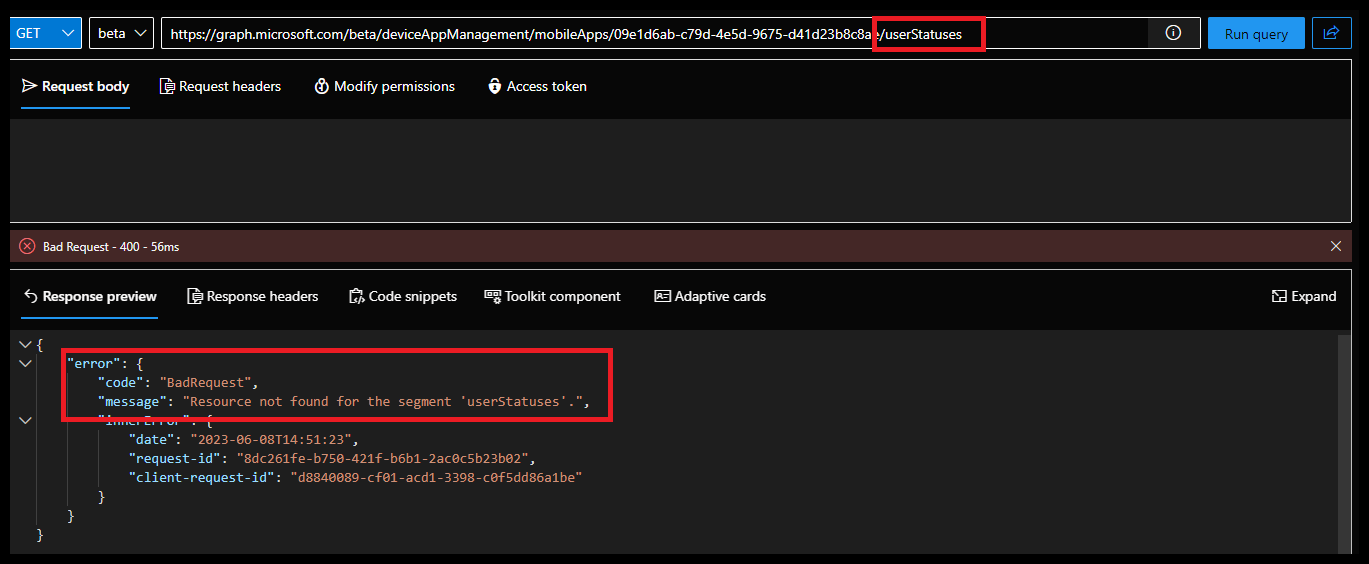 GET beta https://graph.microsoft.com/beta/deviceAppManagement/mobileApps/09e1d6ab-c79d-4e5d-9675-d41d23b8c8ae/userStatuses Run query
Request body Request headers Modify permissions Access token
Bad Request - 400 - 56ms
Response preview Response headers Code snippets Toolkit component Adaptive cards Expand
{
"error": {
"code": "BadRequest",
"message": "Resource not found for the segment 'userStatuses'.",
"innerError": {
"date": "2023-06-08T14:51:23",
"request-id": "8dc261fe-b750-421f-b6b1-2ac0c5b23b02",
"client-request-id": "d8840089-cf01-acd1-3398-c0f5dd86a1be"
}
}
}